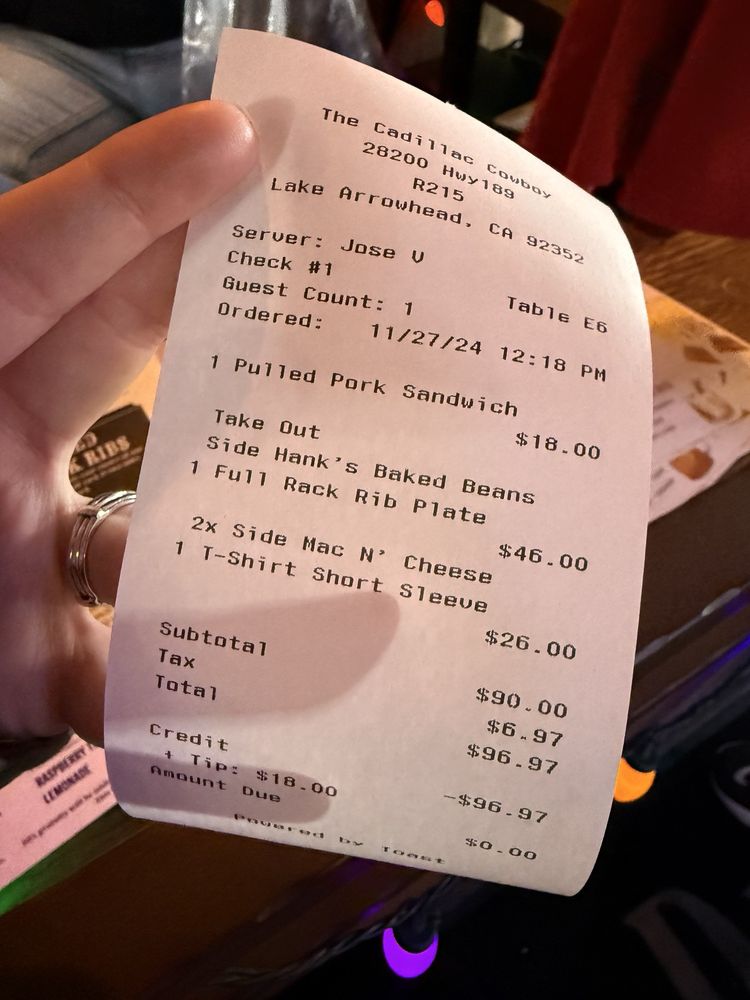 The Cadillac Cowboy
28200 Hwy189
R215
Lake Arrowhead, CA 92352
Server: Jose V
Check #1 Table E6
Guest Count: 1
Ordered: 11/27/24 12:18 PM
1 Pulled Pork Sandwich
$18.00
Take Out
Side Hank's Baked Beans
1 Full Rack Rib Plate
$46.00
2x Side Mac N' Cheese
1 T-Shirt Short Sleeve
$26.00
Subtotal $90.00
Tax $6.97
Total $96.97
Credit -$96.97
+ Tip: $18.00
Amount Due $0.00
Powered by Toast
RIBS
RASPBERRY
LEMONADE